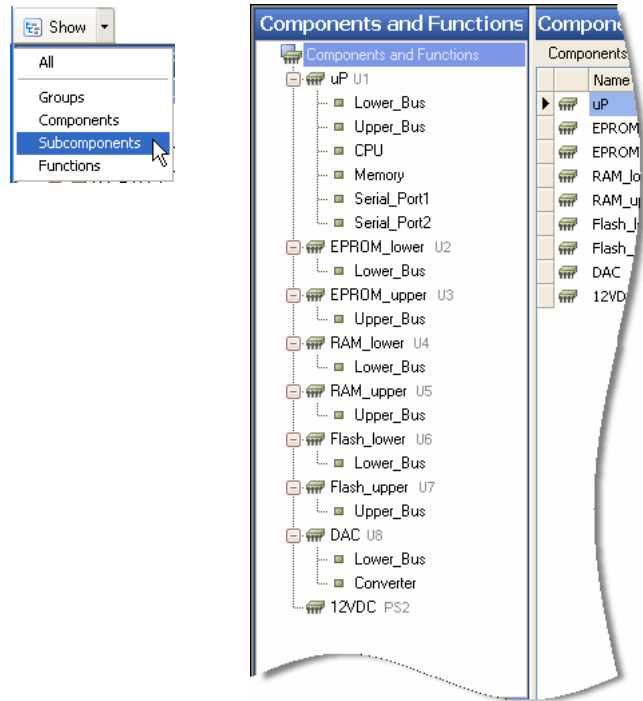 Show
All
Groups
Components
Subcomponents
Functions
Components and Functions
Components and Functions
uP U1
Lower_Bus
Upper_Bus
CPU
Memory
Serial_Port1
Serial_Port2
EPROM_lower U2
Lower_Bus
EPROM_upper U3
Upper_Bus
RAM_lower U4
Lower_Bus
RAM_upper U5
Upper_Bus
Flash_lower U6
Lower_Bus
Flash_upper U7
Upper_Bus
DAC U8
Lower_Bus
Converter
12VDC PS2
Compone
Components
Name
uP
EPROM
EPROM
RAM_lo
RAM_u
Flash_l
Flash_
DAC
12VD